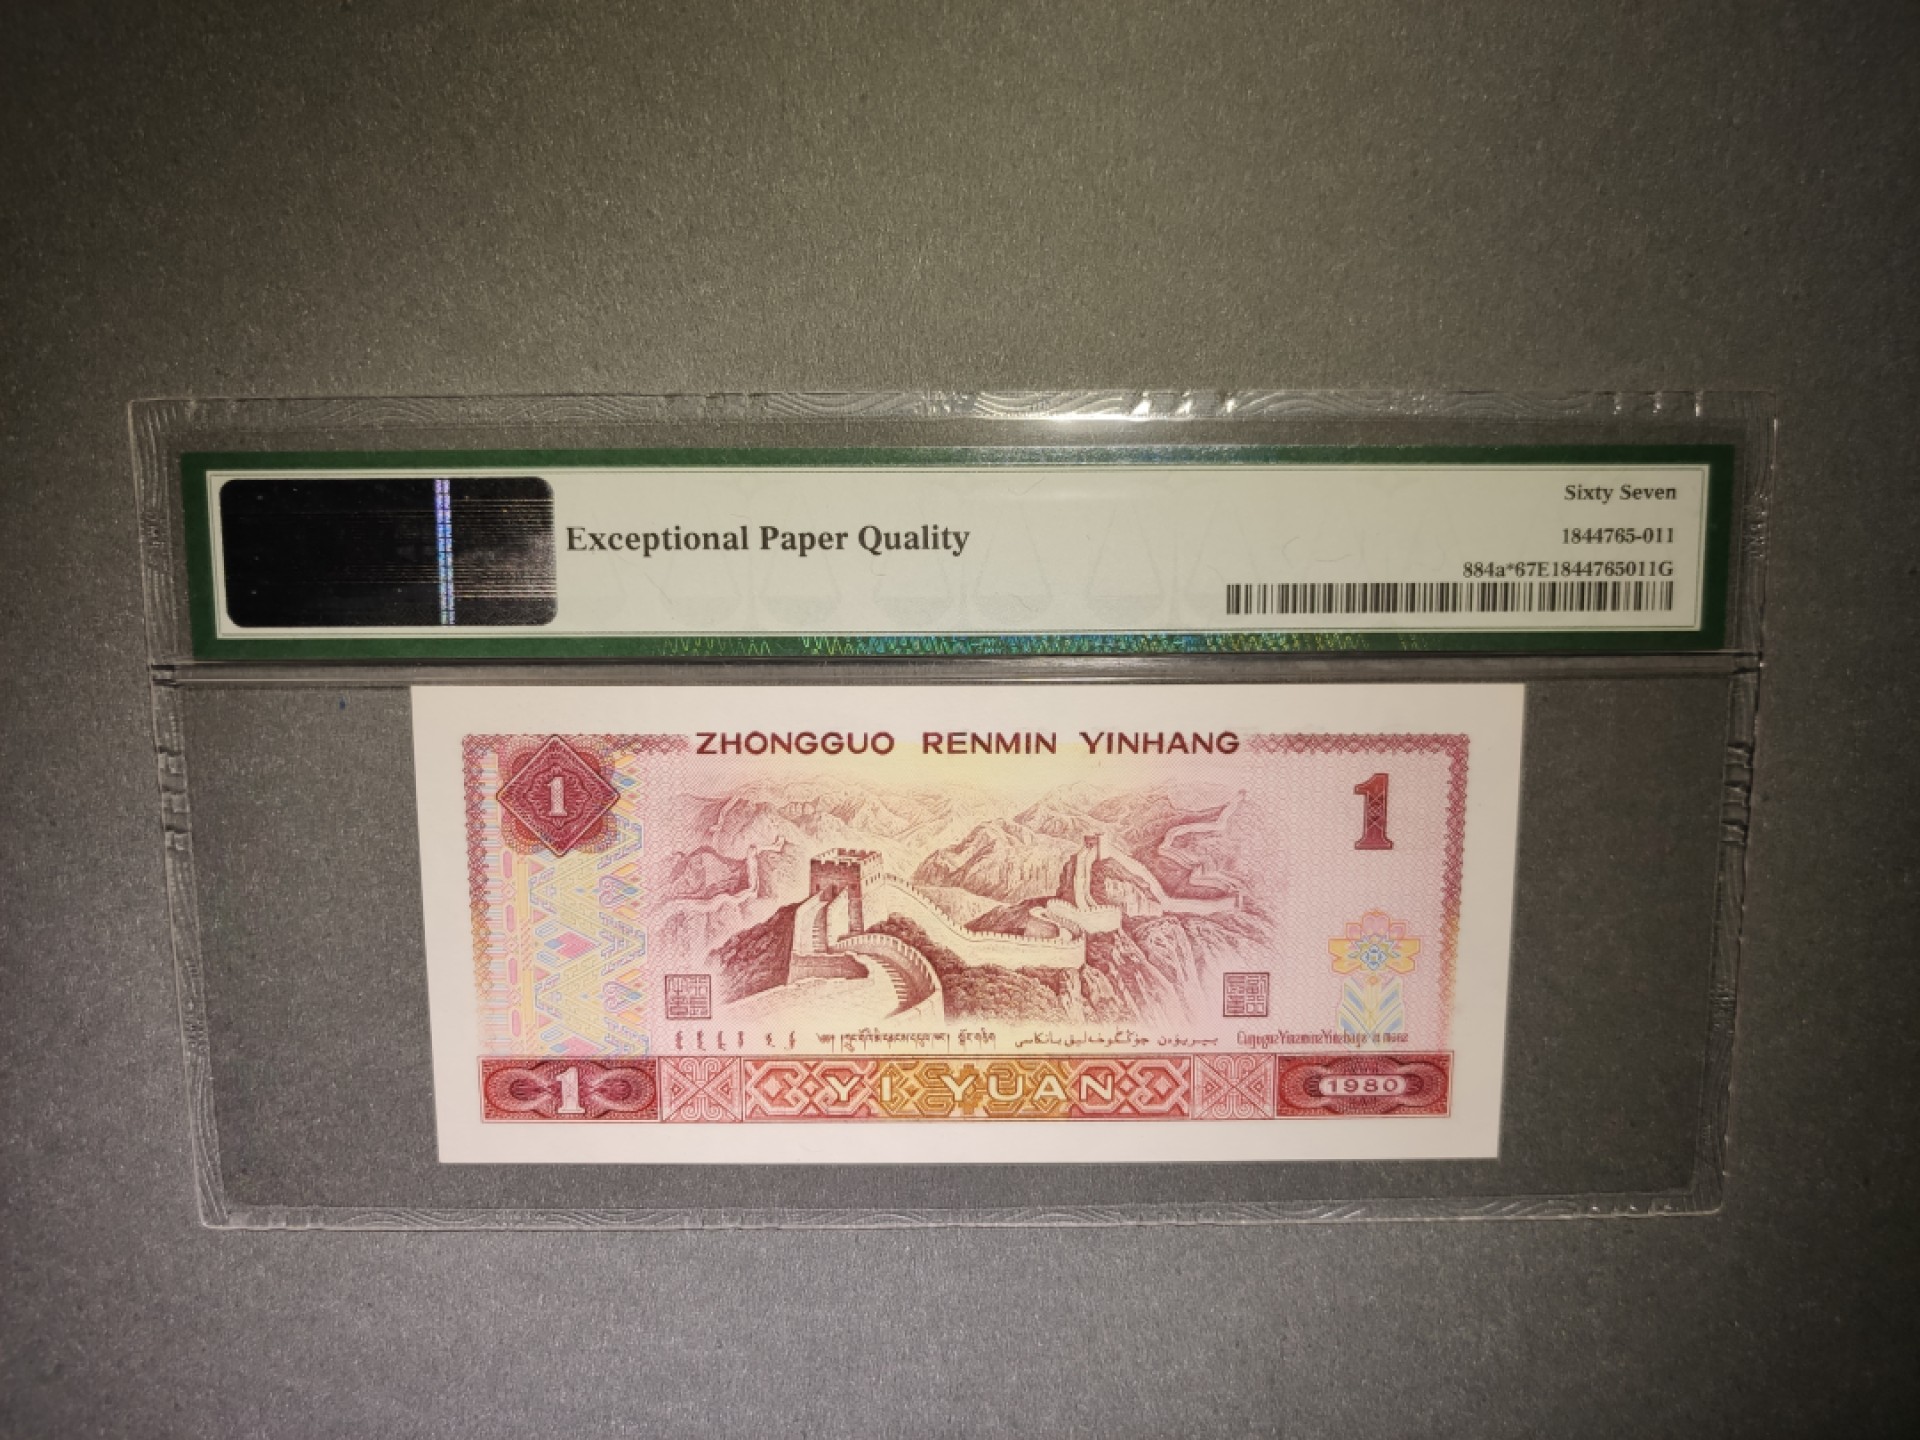 Sixty Seven
Exceptional Paper Quality
1844765-011
884a*67E1844765011G
ZHONGGUO RENMIN YINHANG
1
1
1 YI YUAN 1980